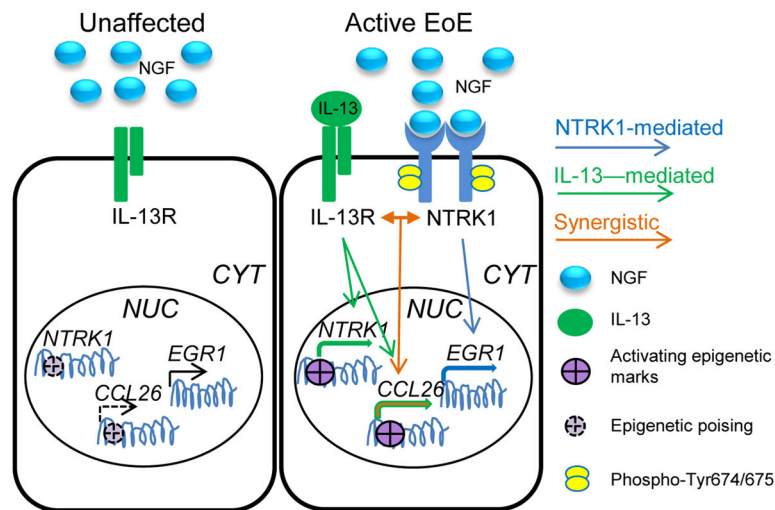 Unaffected
NGF
IL-13R
CYT
NUC
NTRK1
EGR1
CCL26
Active EoE
IL-13
NGF
IL-13R
NTRK1
CYT
NUC
NTRK1
EGR1
CCL26
NTRK1-mediated
IL-13—mediated
Synergistic
NGF
IL-13
Activating epigenetic
marks
Epigenetic poising
Phospho-Tyr674/675